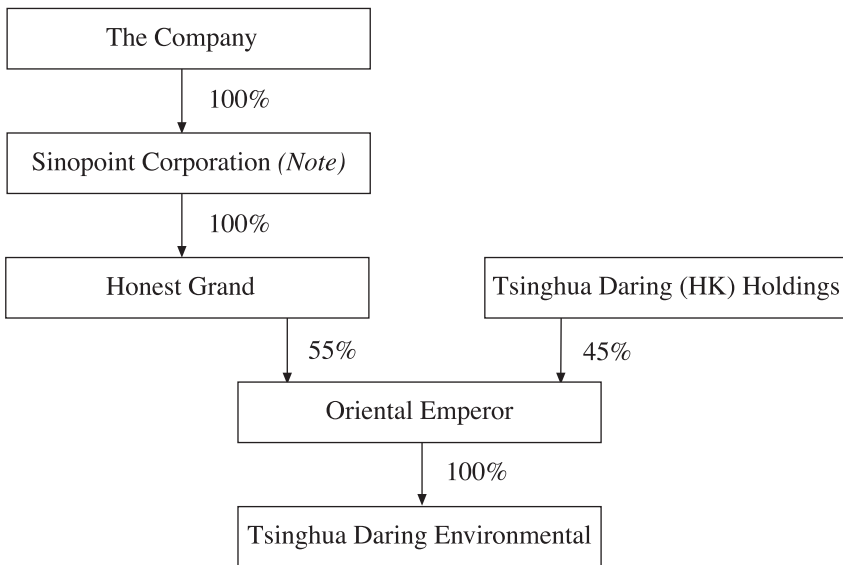 The Company
100%
Sinopoint Corporation (Note)
100%
Honest Grand
Tsinghua Daring (HK) Holdings
55%
45%
Oriental Emperor
100%
Tsinghua Daring Environmental